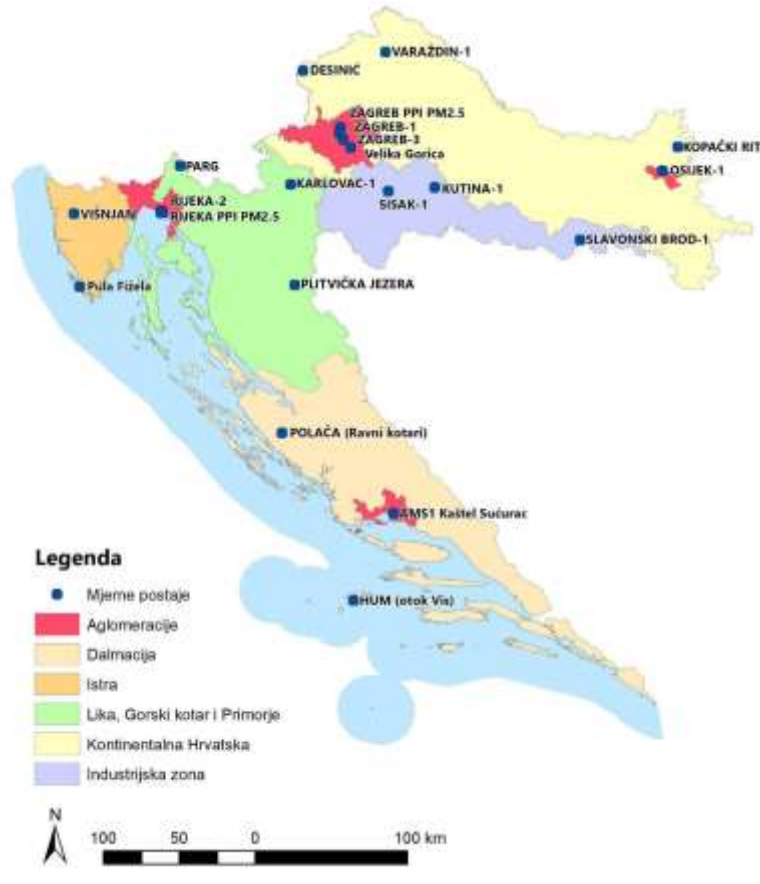 VARAŽDIN-1
DESINIĆ
ZAGREB PPI PM2.5
ZAGREB-1
ZAGREB-3
Velika Gorica
KOPAČKI RIT
OSIJEK-1
PARG
KARLOVAC-1
KUTINA-1
SISAK-1
RIJEKA-2
RIJEKA PPI PM2.5
VIŠNJAN
SLAVONSKI BROD-1
Pula Fižela
PLITVIČKA JEZERA
POLAČA (Ravni kotari)
AMS1 Kaštel Sućurac
HUM (otok Vis)
Legenda
Mjerne postaje
Aglomeracije
Dalmacija
Istra
Lika, Gorski kotar i Primorje
Kontinentalna Hrvatska
Industrijska zona
N
100 50 0 100 km